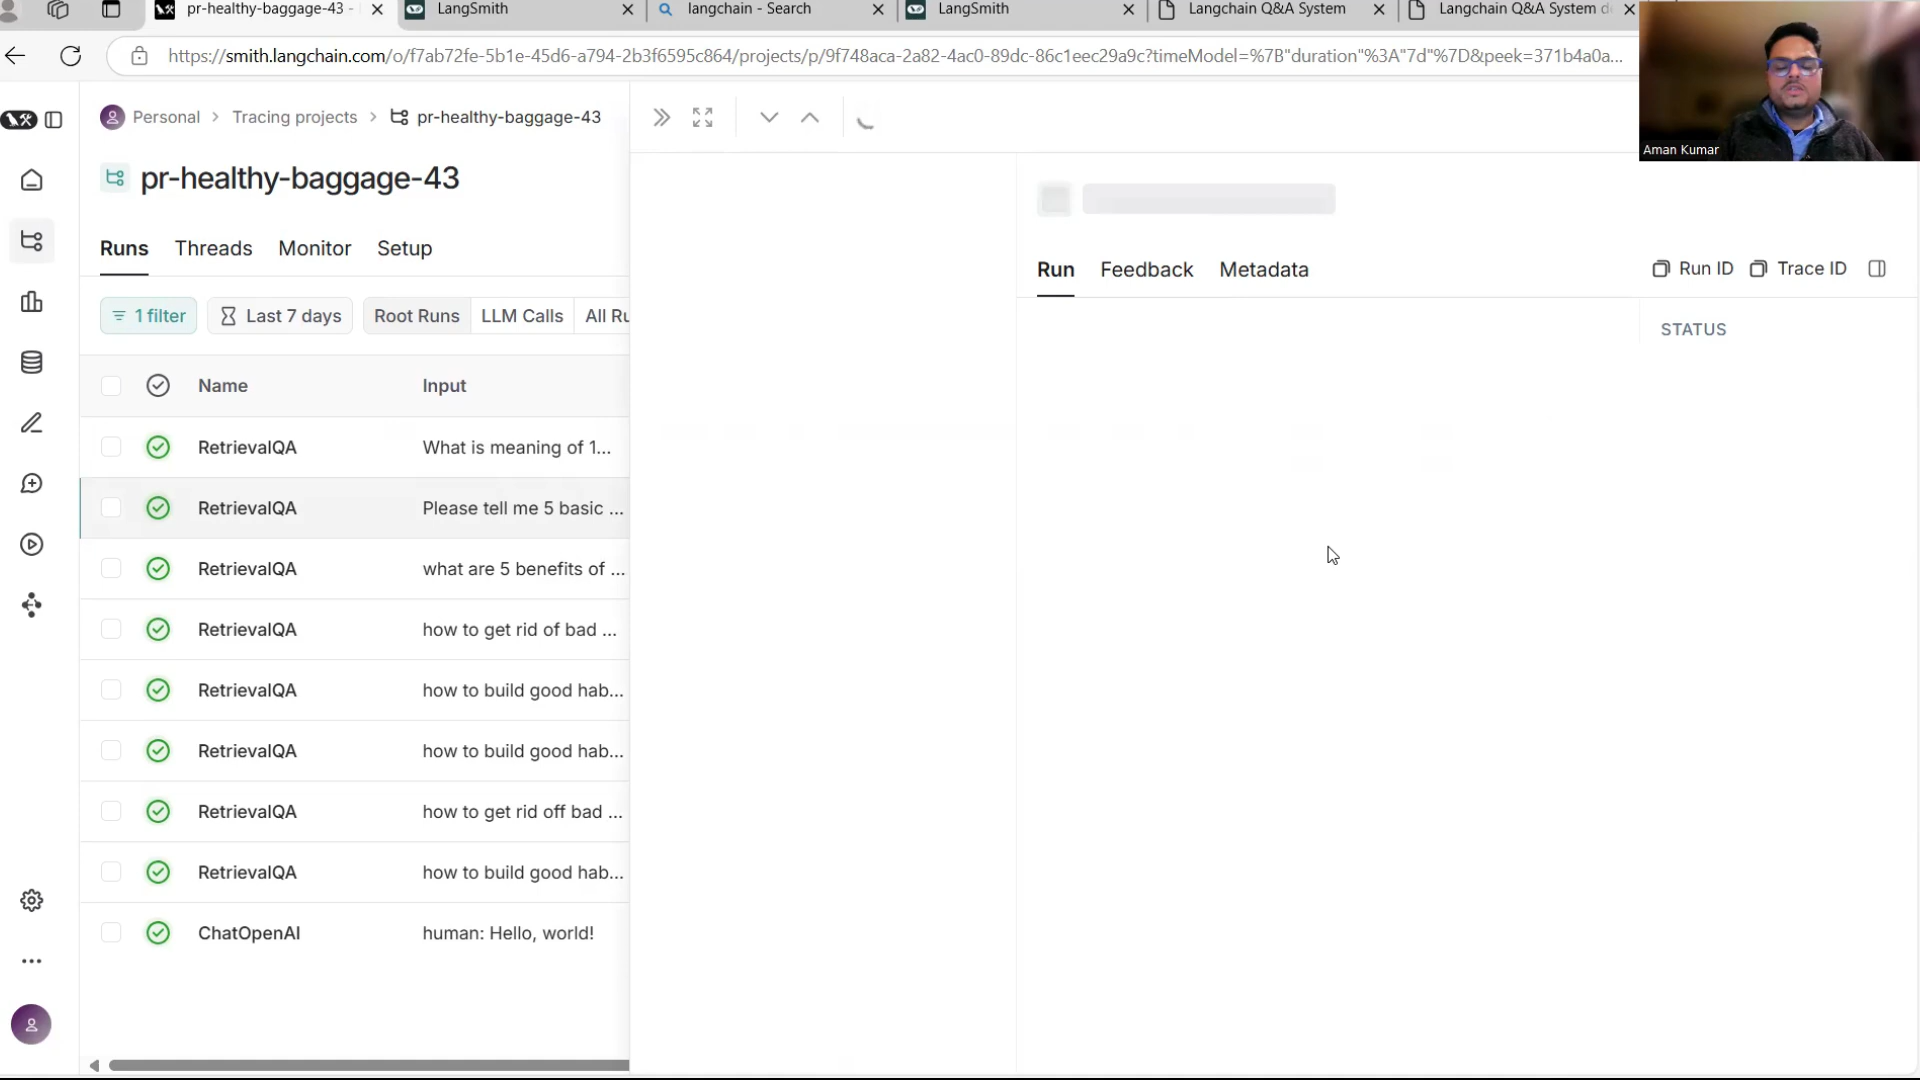 pr-healthy-baggage-43 -
LangSmith
langchain - Search
LangSmith
Langchain Q&A System
Langchain Q&A System d
https://smith.langchain.com/o/f7ab72fe-5b1e-45d6-a794-2b3f6595c864/projects/p/9f748aca-2a82-4ac0-89dc-86c1eec29a9c?timeModel=%7B"duration"%3A"7d"%7D&peek=371b4a0a...
Aman Kumar
Personal > Tracing projects > pr-healthy-baggage-43
pr-healthy-baggage-43
Runs Threads Monitor Setup
1 filter Last 7 days Root Runs LLM Calls All Ru
Name Input
RetrievalQA What is meaning of 1...
RetrievalQA Please tell me 5 basic ...
RetrievalQA what are 5 benefits of ...
RetrievalQA how to get rid of bad ...
RetrievalQA how to build good hab...
RetrievalQA how to build good hab...
RetrievalQA how to get rid off bad ...
RetrievalQA how to build good hab...
ChatOpenAI human: Hello, world!
Run Feedback Metadata
Run ID Trace ID
STATUS